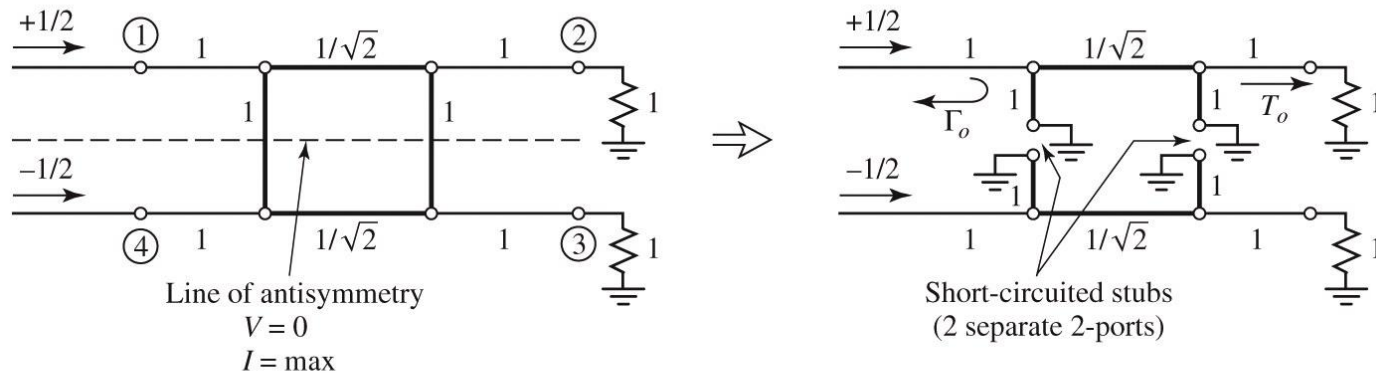 +1/2
① 1 1/√2 1 ②
1 1 1
−1/2
④ 1 1/√2 1 ③
1
Line of antisymmetry
V = 0
I = max
+1/2
1 1/√2 1
Γₒ 1 1 Tₒ 1
−1/2
1 1
1 1/√2 1
1
Short-circuited stubs
(2 separate 2-ports)